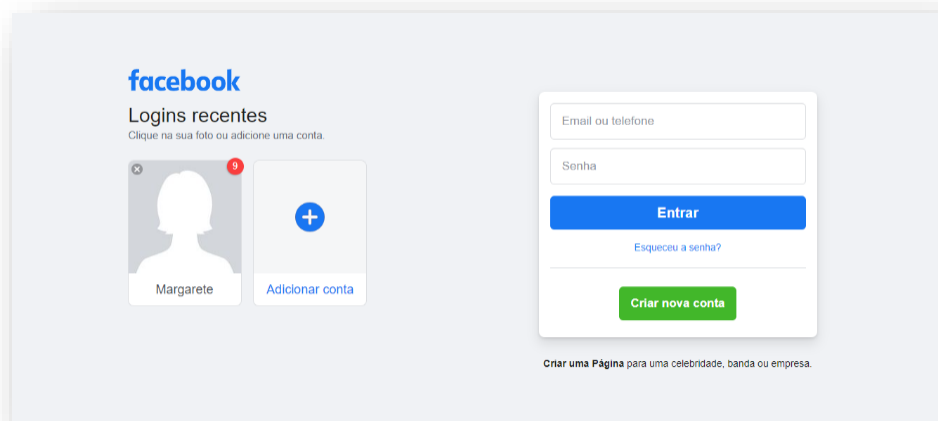 facebook
Logins recentes
Clique na sua foto ou adicione uma conta.
9
Margarete
Adicionar conta
Email ou telefone
Senha
Entrar
Esqueceu a senha?
Criar nova conta
Criar uma Página para uma celebridade, banda ou empresa.